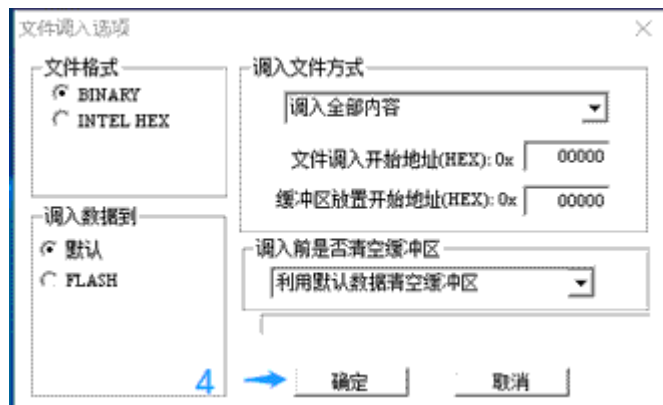 文件调入选项
文件格式
BINARY
INTEL HEX
调入数据到
默认
FLASH
调入文件方式
调入全部内容
文件调入开始地址(HEX): 0x 00000
缓冲区放置开始地址(HEX): 0x 00000
调入前是否清空缓冲区
利用默认数据清空缓冲区
4
确定
取消